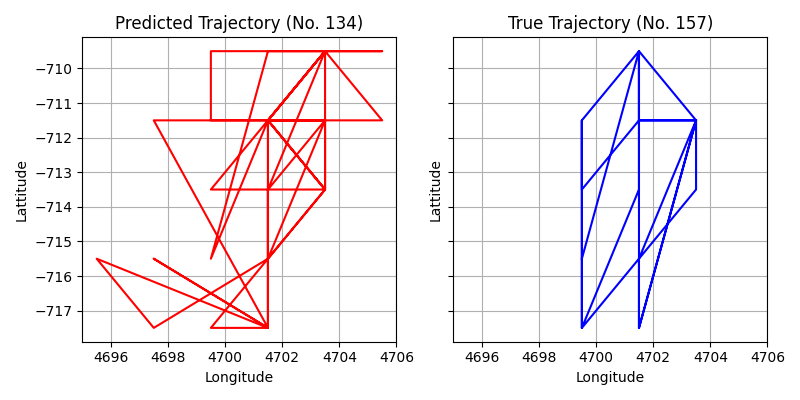 Predicted Trajectory (No. 134)
True Trajectory (No. 157)
Lattitude
−710
−711
−712
−713
−714
−715
−716
−717
4696 4698 4700 4702 4704 4706
Longitude
Lattitude
4696 4698 4700 4702 4704 4706
Longitude